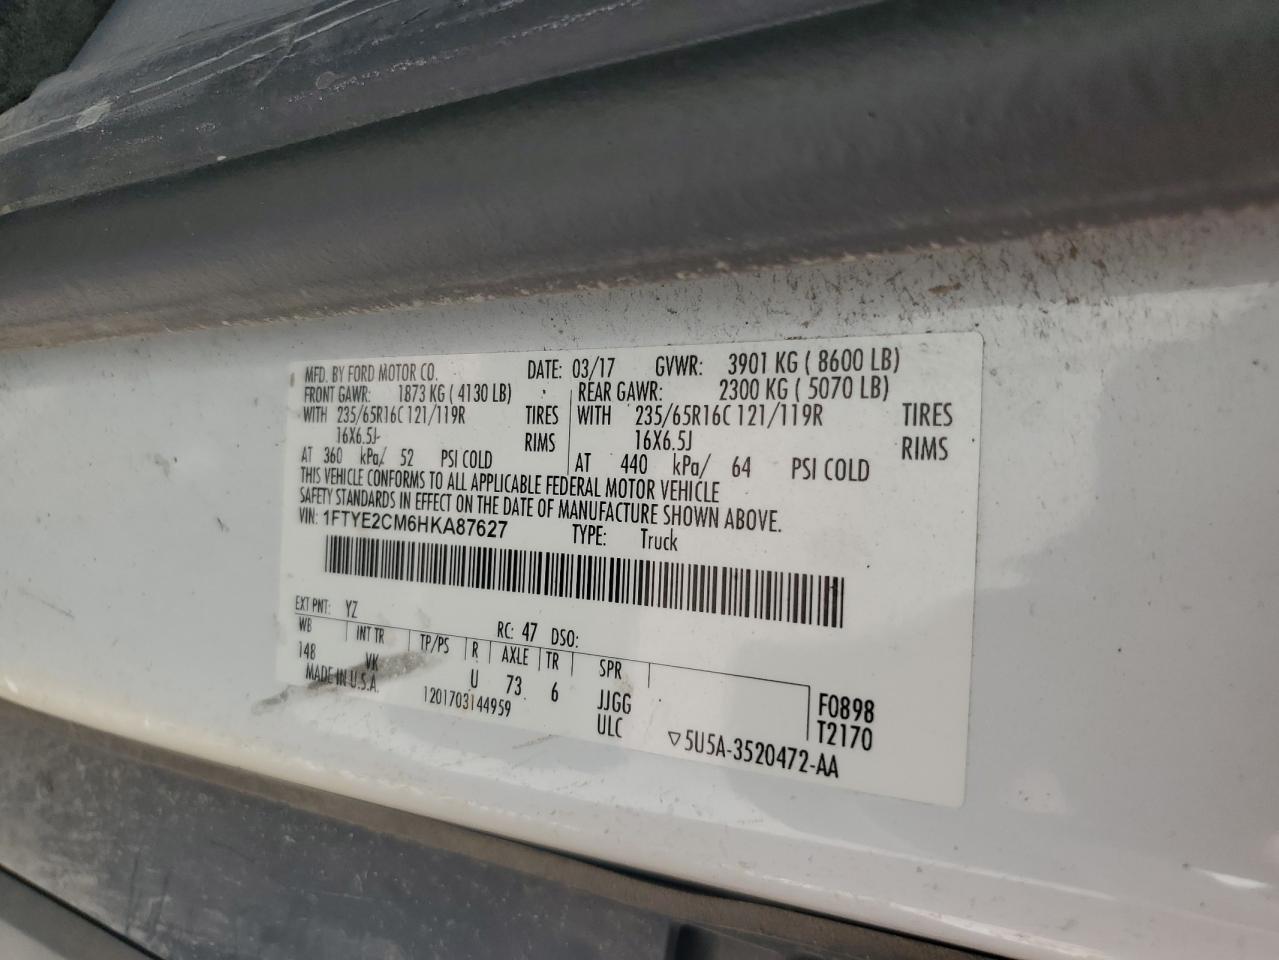 MFD. BY FORD MOTOR CO. DATE: 03/17 GVWR: 3901 KG ( 8600 LB)
FRONT GAWR: 1873 KG ( 4130 LB) REAR GAWR: 2300 KG ( 5070 LB)
WITH 235/65R16C 121/119R TIRES WITH 235/65R16C 121/119R TIRES
16X6.5J RIMS 16X6.5J RIMS
AT 360 kPa/ 52 PSI COLD AT 440 kPa/ 64 PSI COLD
THIS VEHICLE CONFORMS TO ALL APPLICABLE FEDERAL MOTOR VEHICLE
SAFETY STANDARDS IN EFFECT ON THE DATE OF MANUFACTURE SHOWN ABOVE.
VIN: 1FTYE2CM6HKA87627 TYPE: Truck
EXT PNT: YZ RC: 47 DSO:
WB INT TR TP/PS R AXLE TR SPR
148 VK U 73 6 JJGG F0898
MADE IN U.S.A. 1201703144959 ULC T2170
▽5U5A-3520472-AA